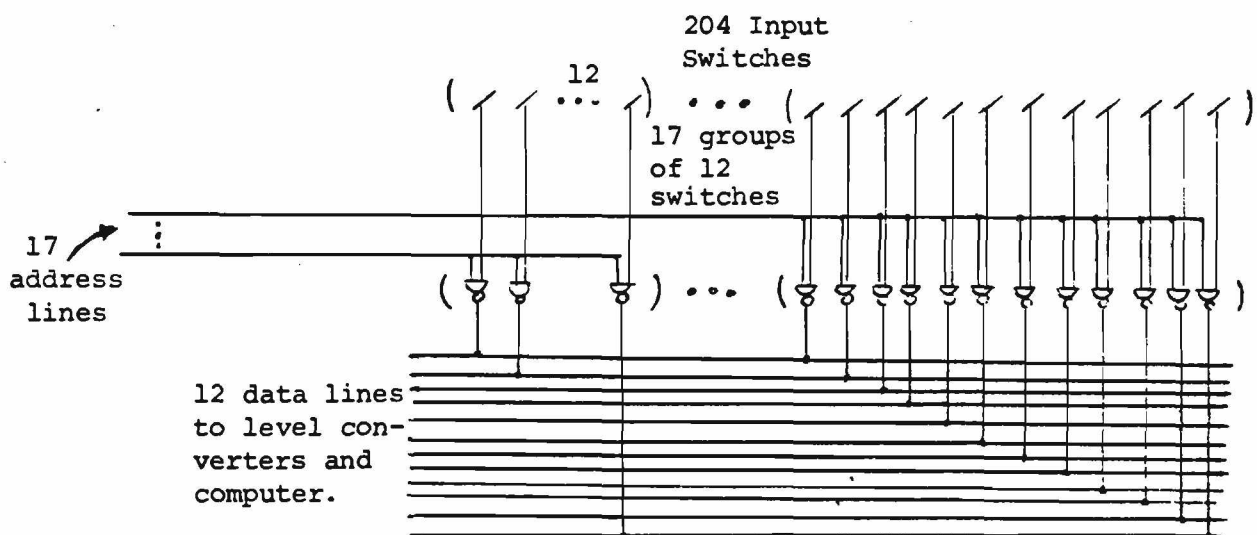 204 Input
Switches
12
17 groups
of 12
switches
17
address
lines
12 data lines
to level con-
verters and
computer.